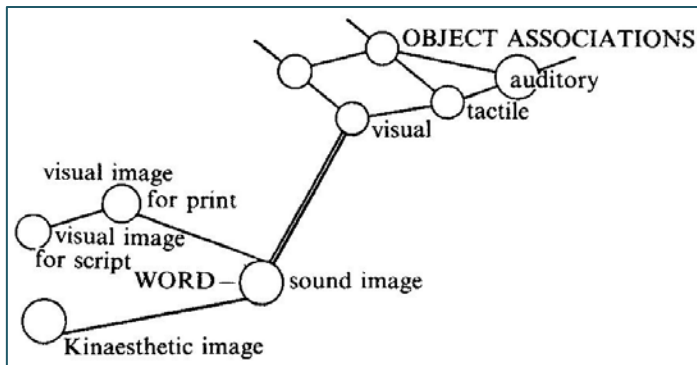 OBJECT ASSOCIATIONS
auditory
tactile
visual
visual image
for print
visual image
for script
WORD – sound image
Kinaesthetic image